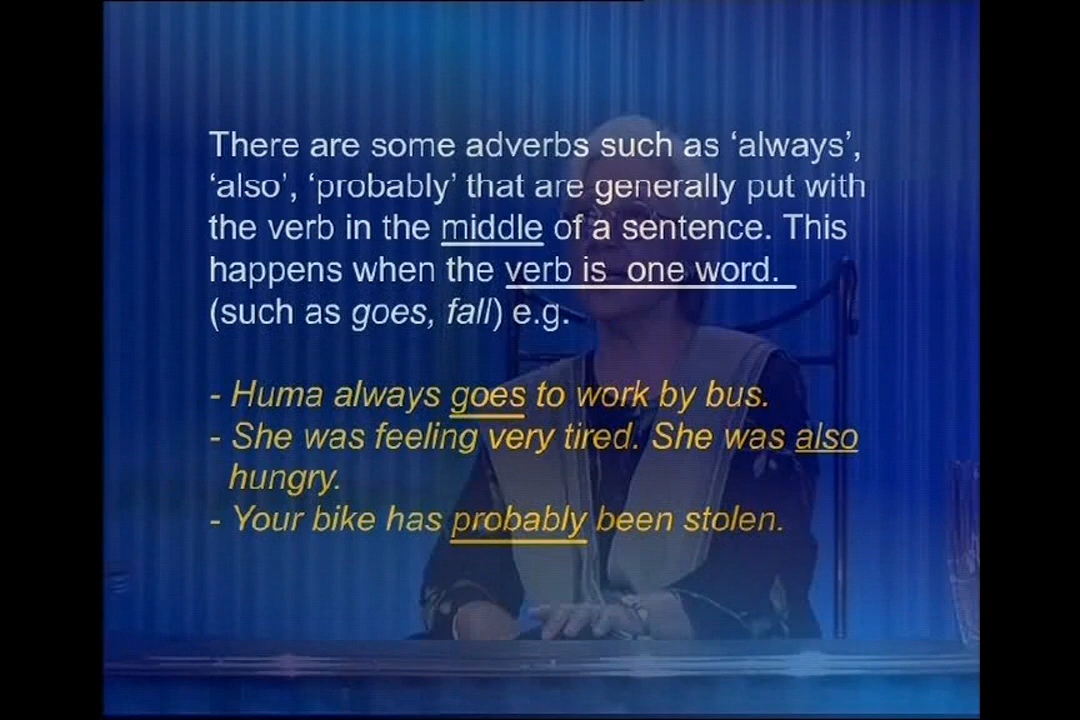 There are some adverbs such as ‘always’,
‘also’, ‘probably’ that are generally put with
the verb in the middle of a sentence. This
happens when the verb is  one word.
(such as goes, fall) e.g.
- Huma always goes to work by bus.
- She was feeling very tired. She was also
hungry.
- Your bike has probably been stolen.